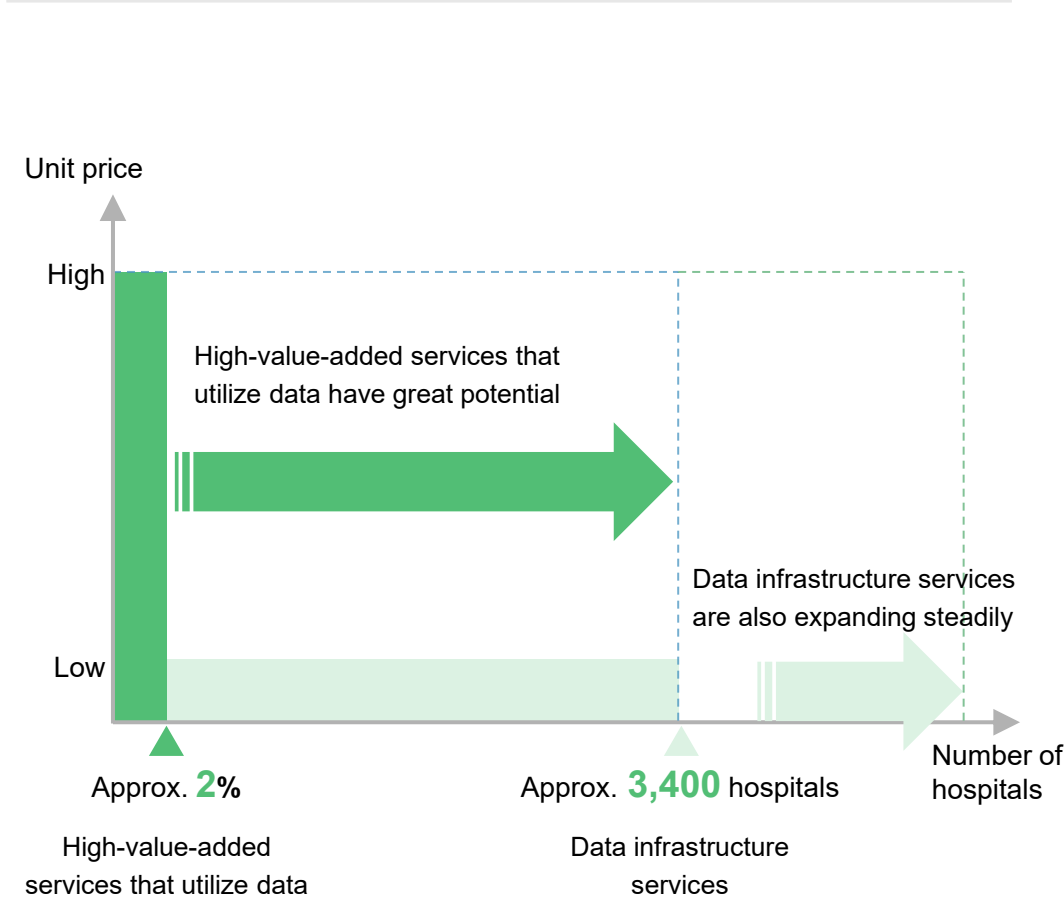 Unit price
High
High-value-added services that
utilize data have great potential
Data infrastructure services
are also expanding steadily
Low
Number of
hospitals
Approx. 2%
Approx. 3,400 hospitals
High-value-added
services that utilize data
Data infrastructure
services